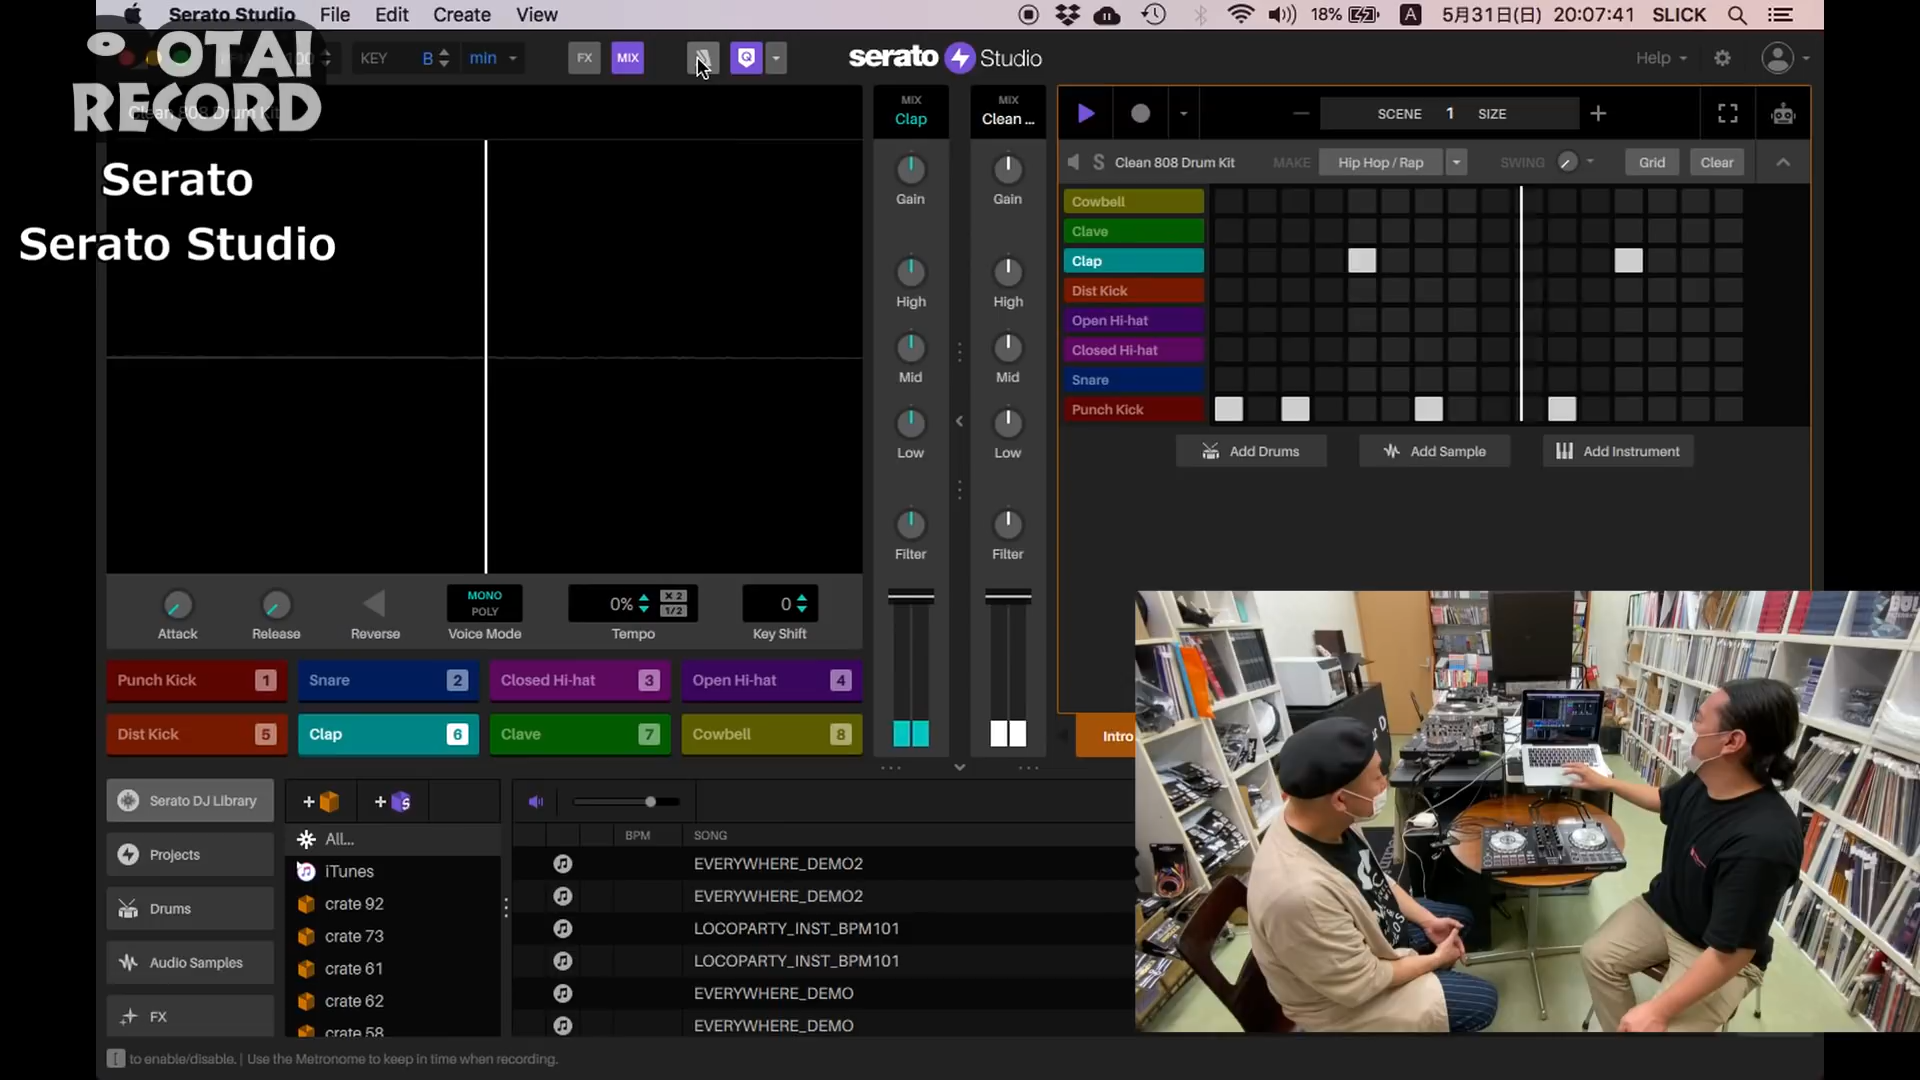 Serato Studio File Edit Create View 18% A 5月31日(日) 20:07:41 SLICK
OTAI
RECORD
Serato
Serato Studio
KEY B min FX MIX Q serato Studio Help
MIX
Clap
MIX
Clean ...
SCENE 1 SIZE
S Clean 808 Drum Kit MAKE Hip Hop / Rap SWING Grid Clear
Cowbell
Clave
Clap
Dist Kick
Open Hi-hat
Closed Hi-hat
Snare
Punch Kick
Add Drums Add Sample Add Instrument
Gain Gain
High High
Mid Mid
Low Low
Filter Filter
MONO
POLY
0% X 2
1/2
0
Attack Release Reverse Voice Mode Tempo Key Shift
Punch Kick 1 Snare 2 Closed Hi-hat 3 Open Hi-hat 4
Dist Kick 5 Clap 6 Clave 7 Cowbell 8
Intro
Serato DJ Library
Projects
Drums
Audio Samples
FX
All...
iTunes
crate 92
crate 73
crate 61
crate 62
crate 58
BPM SONG
EVERYWHERE_DEMO2
EVERYWHERE_DEMO2
LOCOPARTY_INST_BPM101
LOCOPARTY_INST_BPM101
EVERYWHERE_DEMO
EVERYWHERE_DEMO
[ to enable/disable. | Use the Metronome to keep in time when recording.